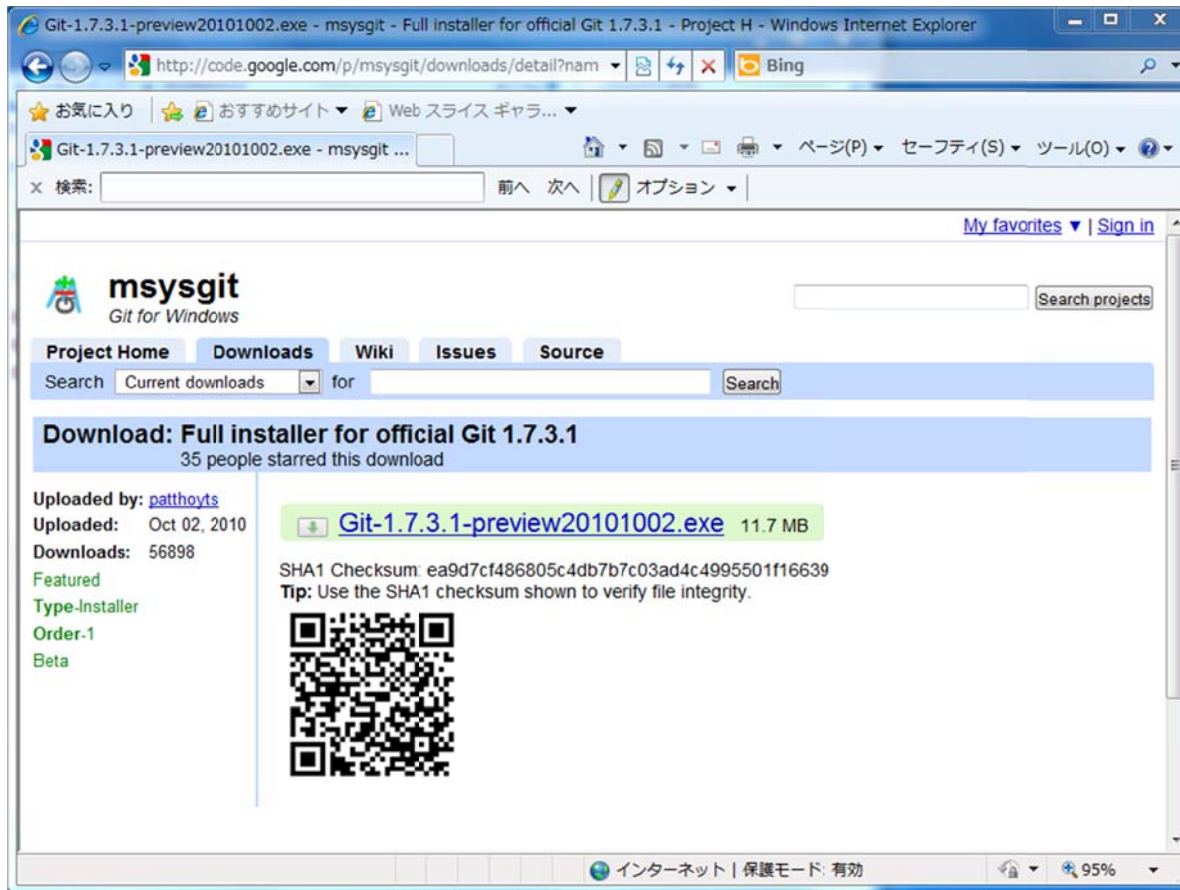 Git-1.7.3.1-preview20101002.exe - msysgit - Full installer for official Git 1.7.3.1 - Project H - Windows Internet Explorer
http://code.google.com/p/msysgit/downloads/detail?nam
Bing
お気に入り おすすめサイト Web スライス ギャラ...
Git-1.7.3.1-preview20101002.exe - msysgit ...
ページ(P) セーフティ(S) ツール(O)
x 検索: 前へ 次へ オプション
My favorites ▼ | Sign in
msysgit
Git for Windows
Search projects
Project Home Downloads Wiki Issues Source
Search Current downloads for Search
Download: Full installer for official Git 1.7.3.1
35 people starred this download
Uploaded by: patthoyts
Uploaded: Oct 02, 2010
Downloads: 56898
Featured
Type-Installer
Order-1
Beta
Git-1.7.3.1-preview20101002.exe 11.7 MB
SHA1 Checksum: ea9d7cf486805c4db7b7c03ad4c4995501f16639
Tip: Use the SHA1 checksum shown to verify file integrity.
インターネット | 保護モード: 有効
95%